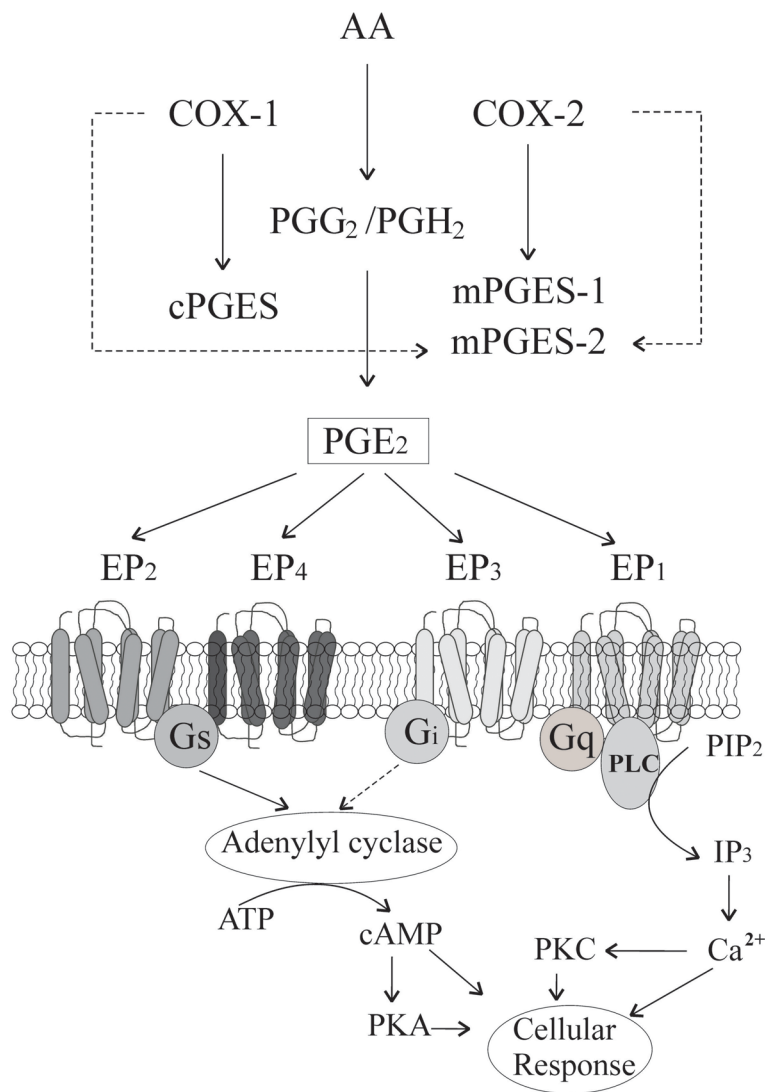 AA
COX-1
COX-2
PGG₂/PGH₂
cPGES
mPGES-1
mPGES-2
PGE₂
EP₂
EP₄
EP₃
EP₁
Gs
Gi
Gq
PLC
PIP₂
Adenylyl cyclase
IP₃
ATP
cAMP
PKC
Ca²⁺
PKA
Cellular
Response